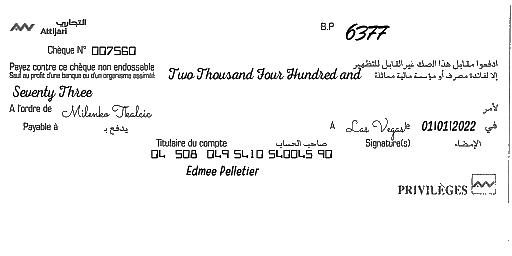 التجاري
Attijari
B.P 6377
Chèque N° 007560
Payez contre ce chèque non endossable
ادفعوا مقابل هذا الصك غير القابل للتظهير
Sauf au profit d'une banque ou d'un organisme assimilé
Two Thousand Four Hundred and
إلا لفائدة مصرف أو مؤسسة مالية مماثلة
Seventy Three
A l'ordre de Milenko Tkalcic
لأمر
Payable à يدفع بـ
A Las Vegas le 01/01/2022 في
Titulaire du compte صاحب الحساب
Signature(s) الإمضاء
04 508 049 5410 540045 90
Edmee Pelletier
PRIVILÈGES